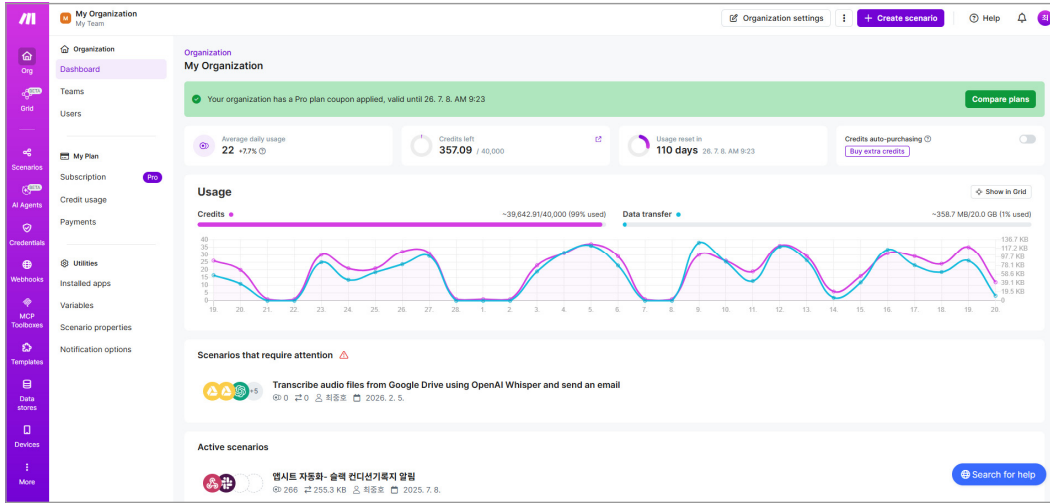 My Organization
My Team
Organization settings
Create scenario
Help
Org
Grid
BETA
Scenarios
AI Agents
BETA
Credentials
Webhooks
MCP
Toolboxes
Templates
Data
stores
Devices
More
Organization
Dashboard
Teams
Users
My Plan
Subscription
Pro
Credit usage
Payments
Utilities
Installed apps
Variables
Scenario properties
Notification options
Organization
My Organization
Your organization has a Pro plan coupon applied, valid until 26. 7. 8. AM 9:23
Compare plans
Average daily usage
22 +7.7%
Credits left
357.09 / 40,000
Usage reset in
110 days 26. 7. 8. AM 9:23
Credits auto-purchasing
Buy extra credits
Usage
Show in Grid
Credits
~39,642.91/40,000 (99% used)
Data transfer
~358.7 MB/20.0 GB (1% used)
40
35
30
25
20
15
10
5
0
136.7 KB
117.2 KB
97.7 KB
78.1 KB
58.6 KB
39.1 KB
19.5 KB
0
19. 20. 21. 22. 23. 24. 25. 26. 27. 28. 1. 2. 3. 4. 5. 6. 7. 8. 9. 10. 11. 12. 13. 14. 15. 16. 17. 18. 19. 20.
Scenarios that require attention
+5
Transcribe audio files from Google Drive using OpenAI Whisper and send an email
0 0 최종호 2026. 2. 5.
Active scenarios
앱시트 자동화- 슬랙 컨디션기록지 알림
266 255.3 KB 최종호 2025. 7. 8.
Search for help